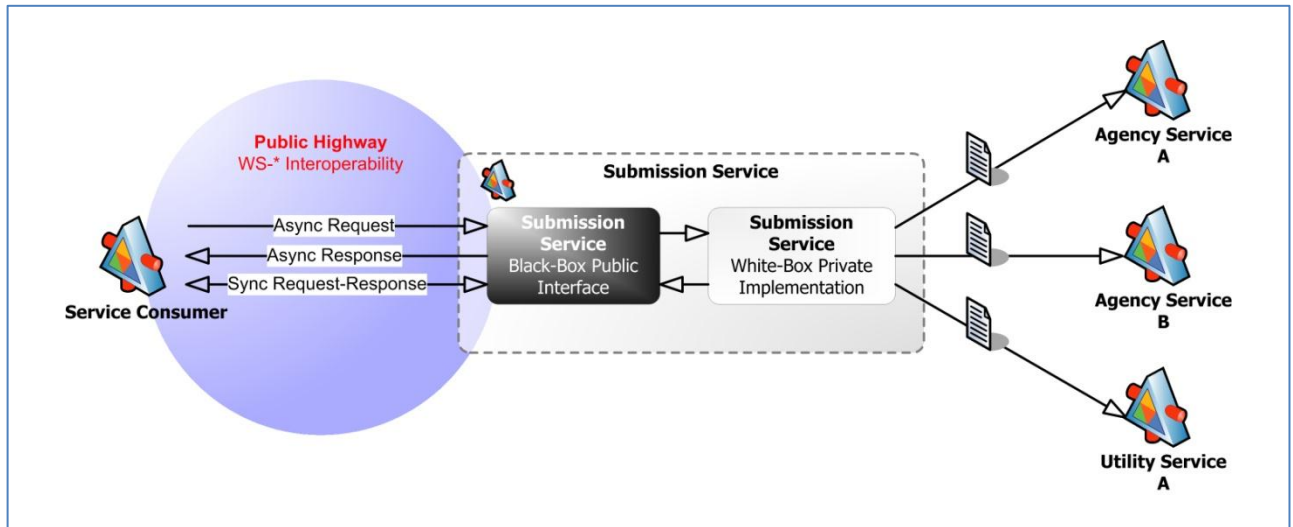 Public Highway
WS-* Interoperability
Submission Service
Async Request
Async Response
Sync Request-Response
Service Consumer
Submission
Service
Black-Box Public
Interface
Submission
Service
White-Box Private
Implementation
Agency Service
A
Agency Service
B
Utility Service
A